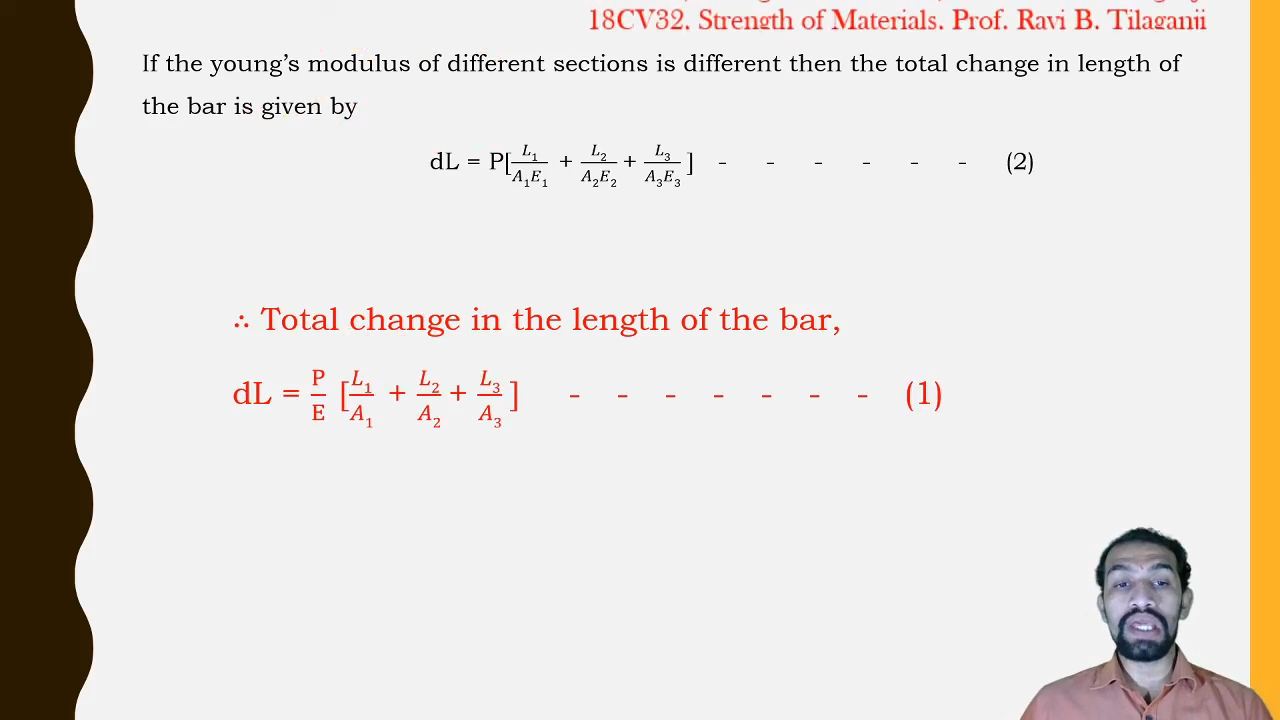 18CV32. Strength of Materials. Prof. Ravi B. Tilaganji
If the young’s modulus of different sections is different then the total change in length of
the bar is given by
dL = P[L₁/A₁E₁ + L₂/A₂E₂ + L₃/A₃E₃] - - - - - - (2)
∴ Total change in the length of the bar,
dL = P/E [L₁/A₁ + L₂/A₂ + L₃/A₃] - - - - - - - (1)